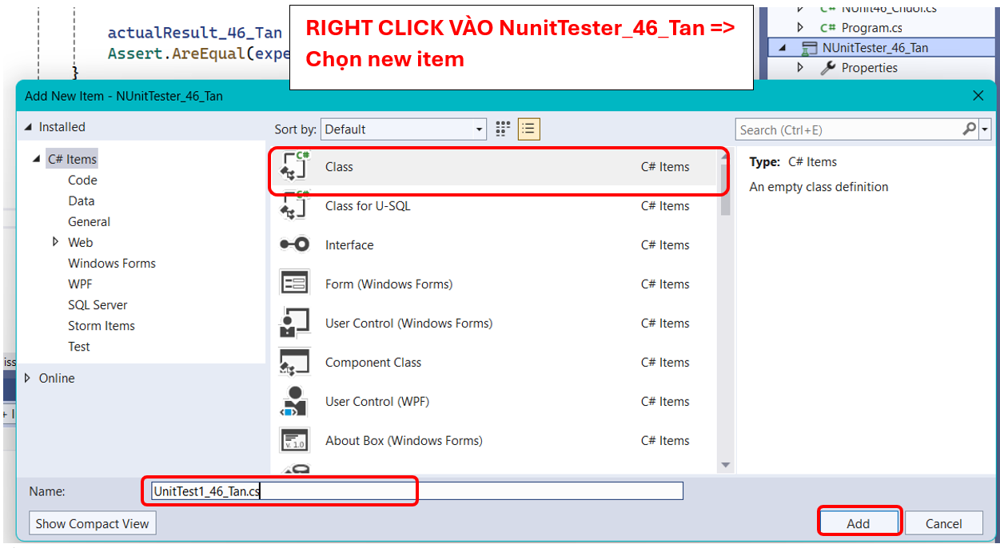 NUnit46_Chuoi.cs
actualResult_46_Tan
RIGHT CLICK VÀO NunitTester_46_Tan =>
Chọn new item
C# Program.cs
Assert.AreEqual(expe
NUnitTester_46_Tan
}
Properties
Add New Item - NUnitTester_46_Tan
Installed
Sort by: Default
Search (Ctrl+E)
C# Items
Code
Data
General
Web
Windows Forms
WPF
SQL Server
Storm Items
Test
Online
Class C# Items
Class for U-SQL C# Items
Interface C# Items
Form (Windows Forms) C# Items
User Control (Windows Forms) C# Items
Component Class C# Items
User Control (WPF) C# Items
About Box (Windows Forms) C# Items
Type: C# Items
An empty class definition
iss
+ I
Name: UnitTest1_46_Tan.cs
Show Compact View
Add
Cancel